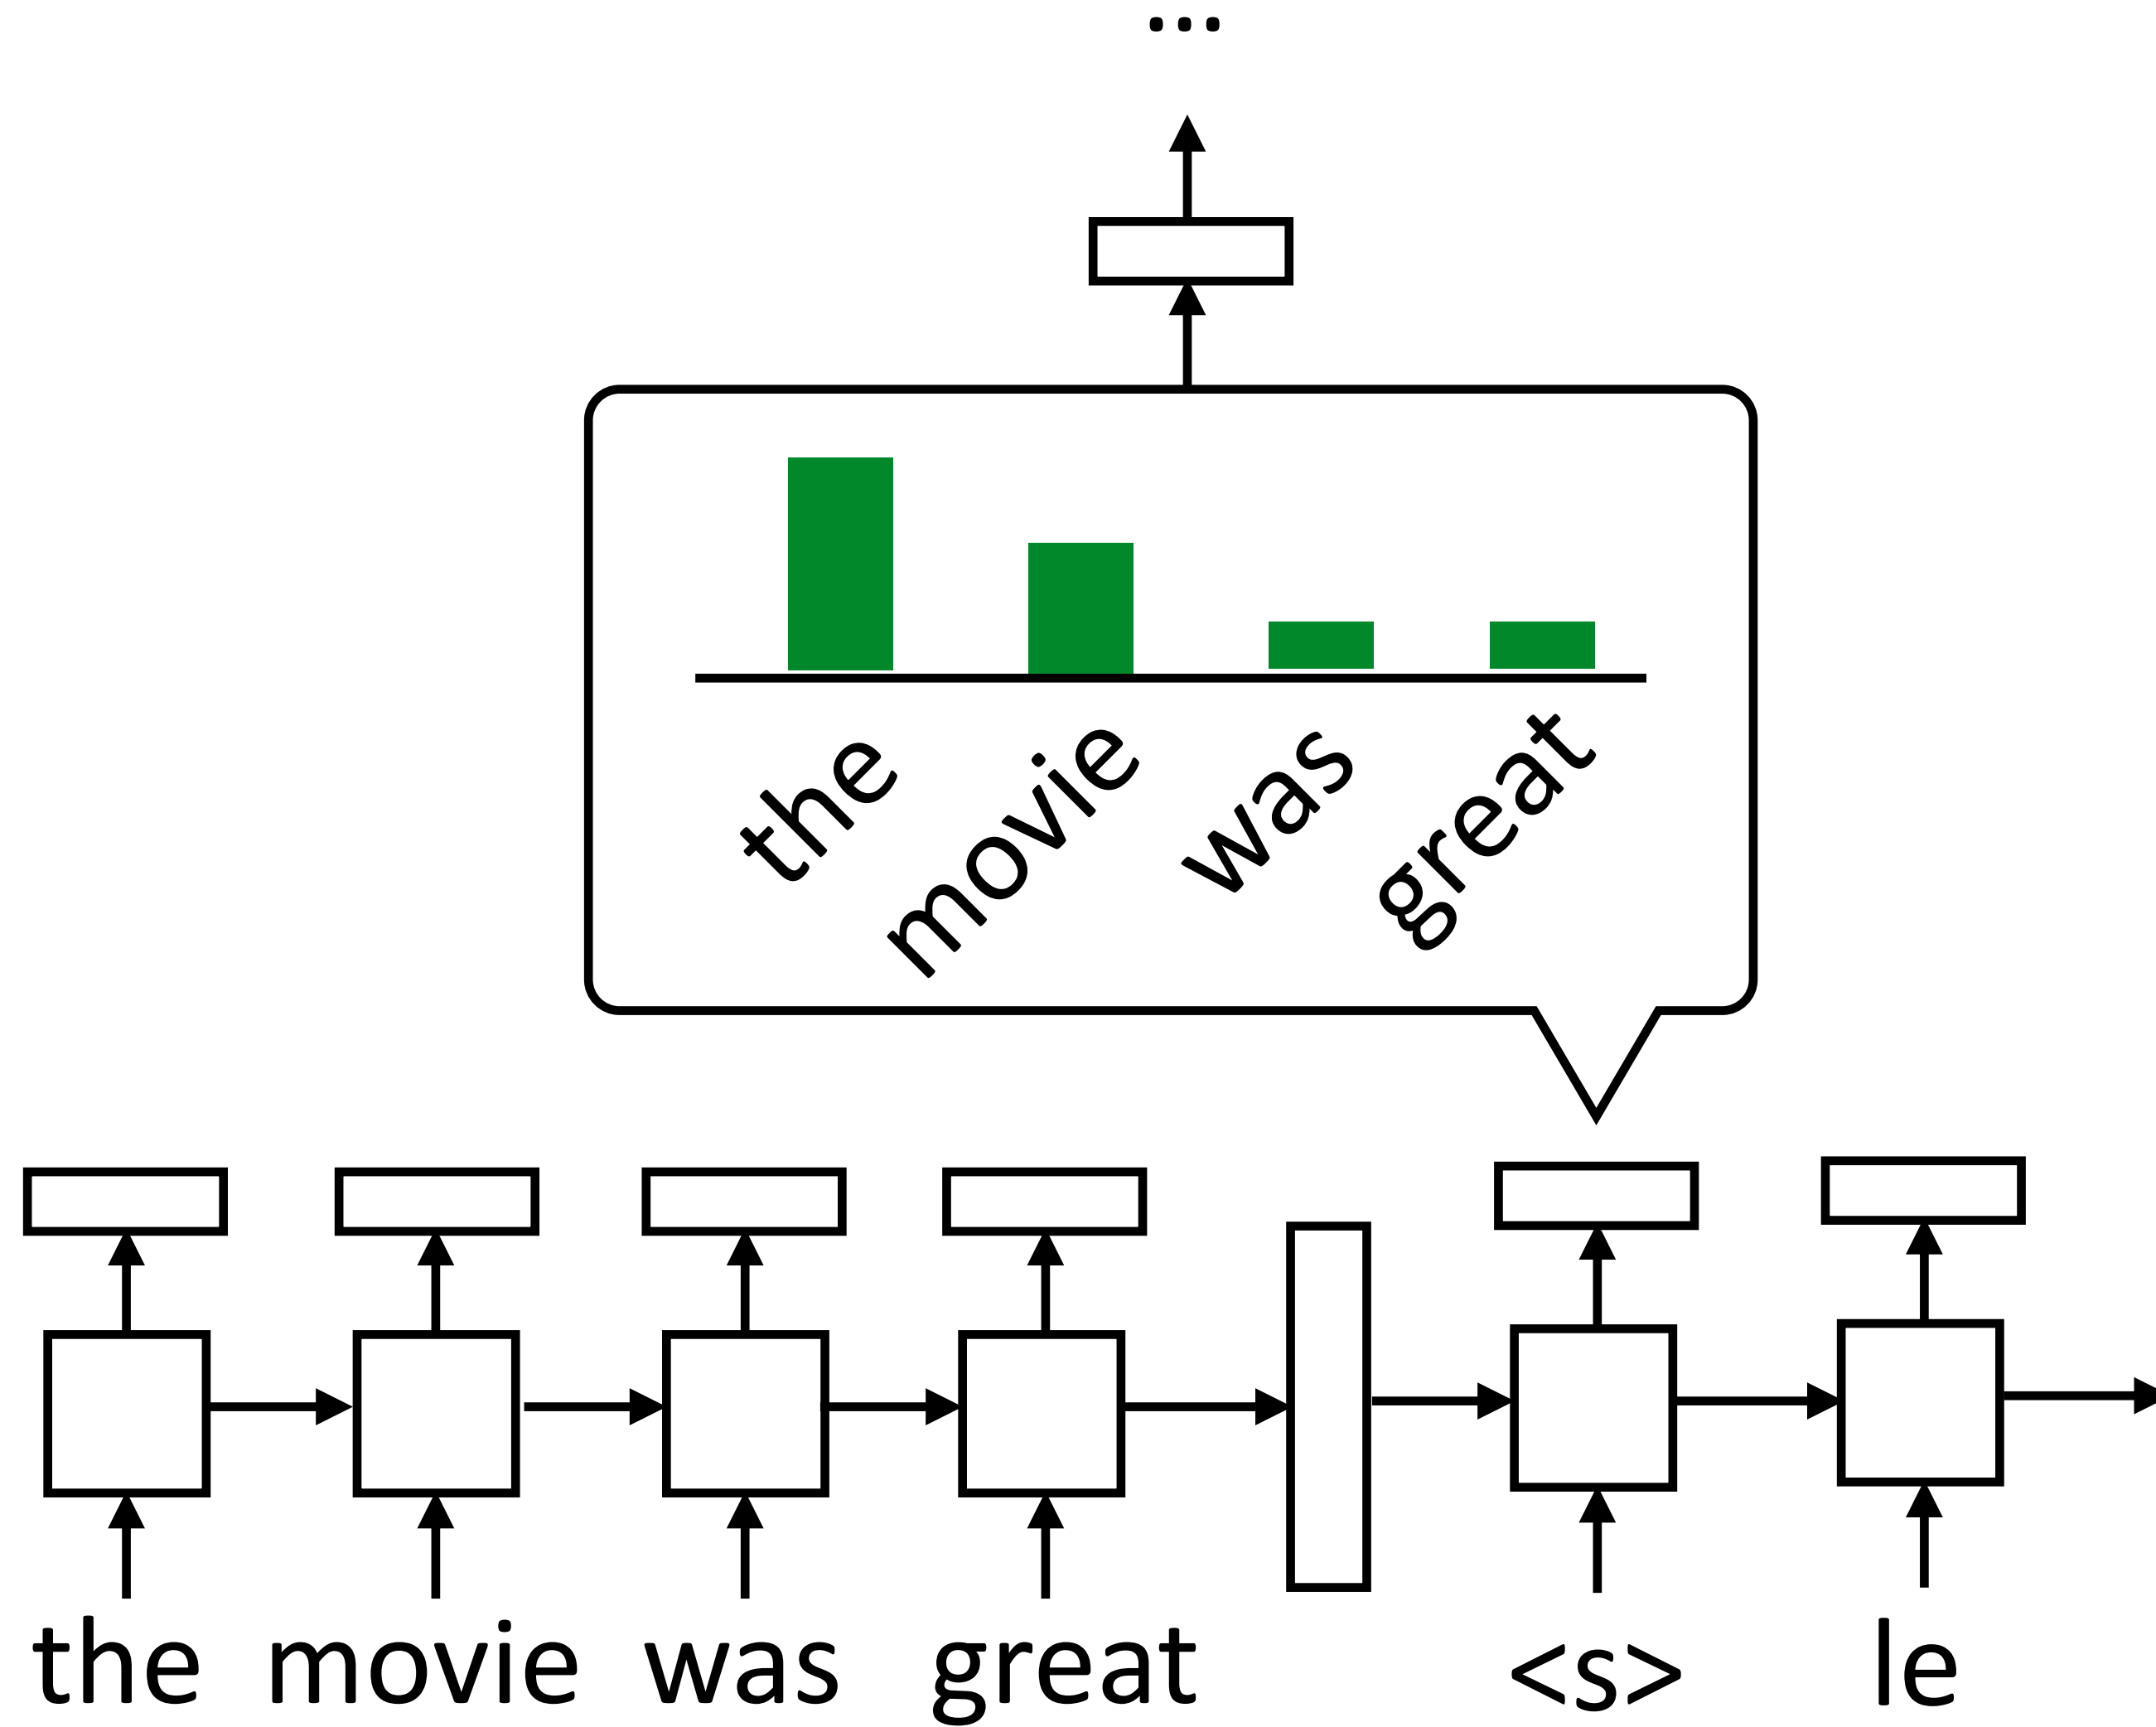 ...
the movie was great
the movie was great <s> le